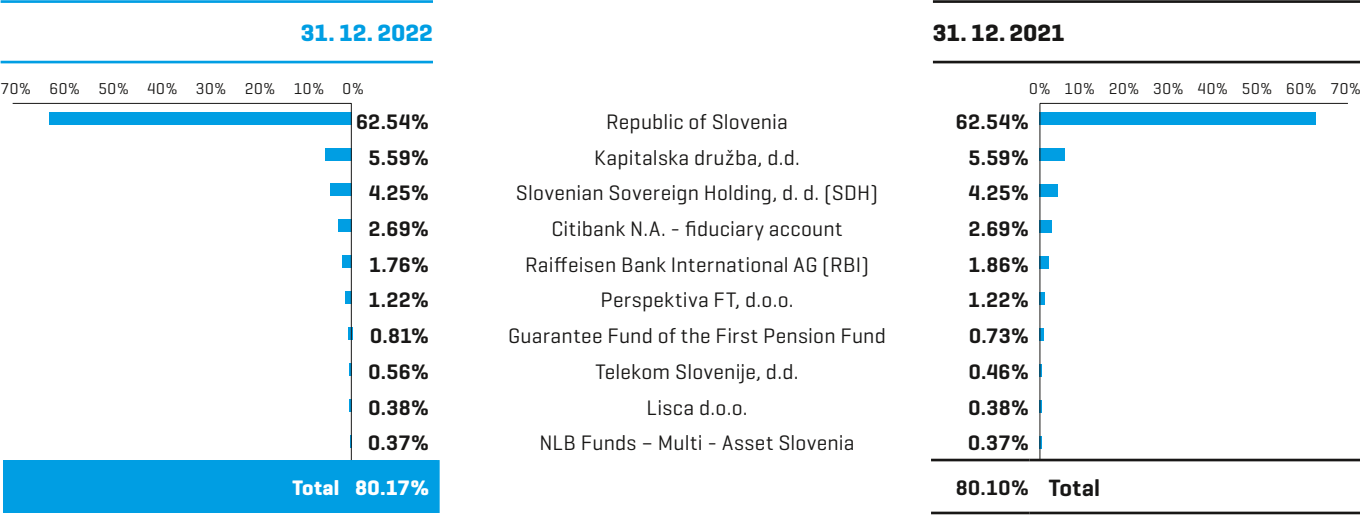 31. 12. 2022 31. 12. 2021
70% 60% 50% 40% 30% 20% 10% 0% 0% 10% 20% 30% 40% 50% 60% 70%
62.54% Republic of Slovenia 62.54%
5.59% Kapitalska družba, d.d. 5.59%
4.25% Slovenian Sovereign Holding, d. d. (SDH) 4.25%
2.69% Citibank N.A. - fiduciary account 2.69%
1.76% Raiffeisen Bank International AG (RBI) 1.86%
1.22% Perspektiva FT, d.o.o. 1.22%
0.81% Guarantee Fund of the First Pension Fund 0.73%
0.56% Telekom Slovenije, d.d. 0.46%
0.38% Lisca d.o.o. 0.38%
0.37% NLB Funds – Multi - Asset Slovenia 0.37%
Total 80.17% 80.10% Total